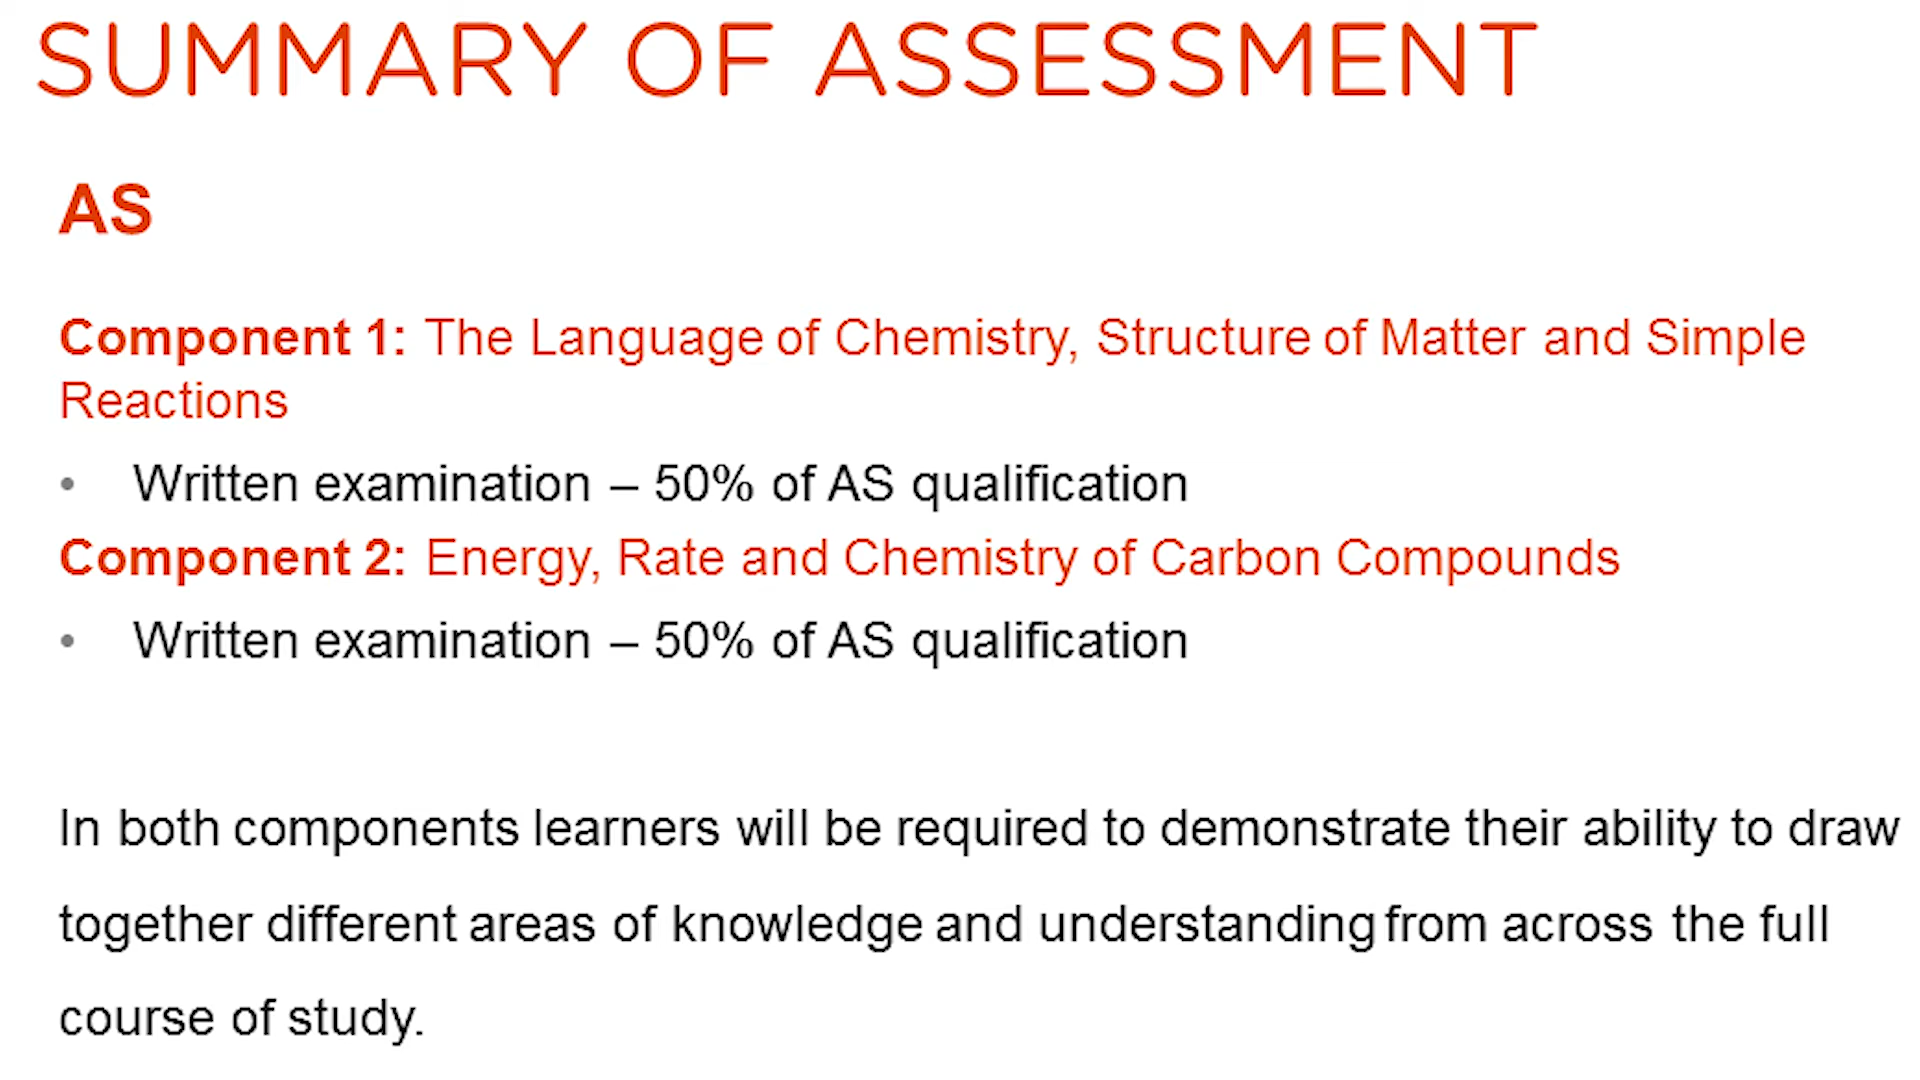 SUMMARY OF ASSESSMENT
AS
Component 1: The Language of Chemistry, Structure of Matter and Simple
Reactions
• Written examination – 50% of AS qualification
Component 2: Energy, Rate and Chemistry of Carbon Compounds
• Written examination – 50% of AS qualification
In both components learners will be required to demonstrate their ability to draw
together different areas of knowledge and understanding from across the full
course of study.